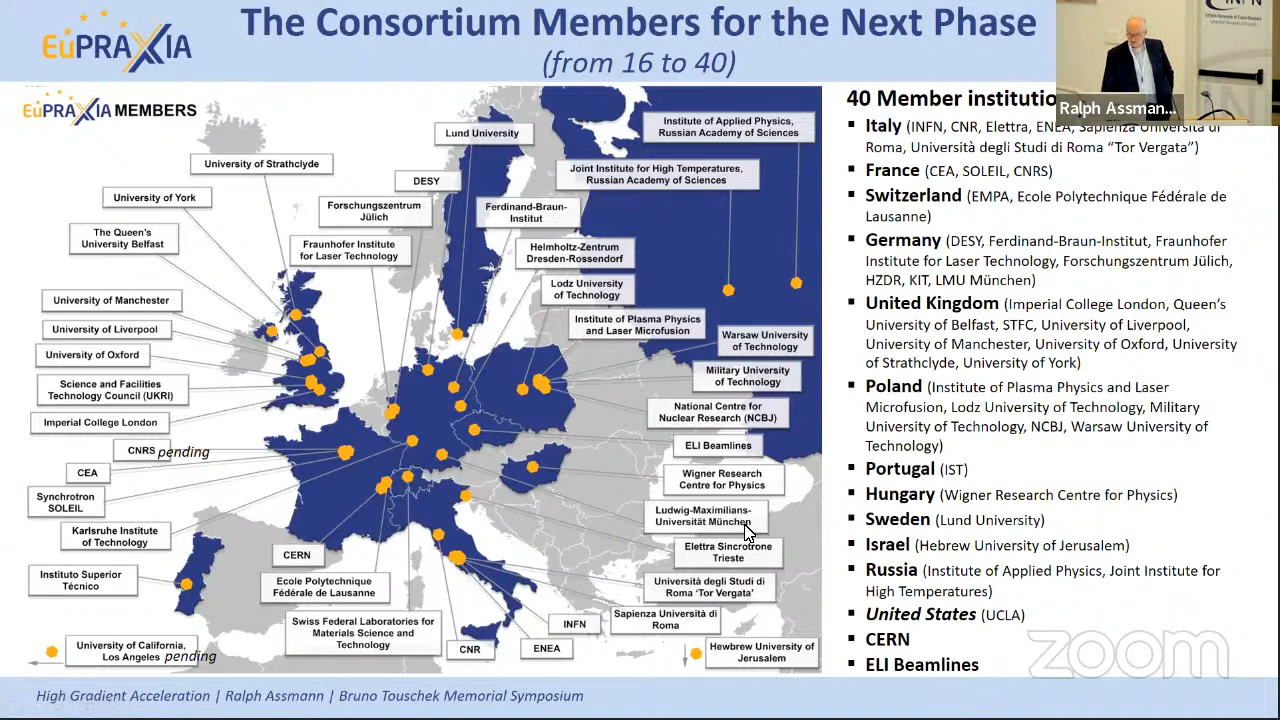 EuPRAXIA
The Consortium Members for the Next Phase
(from 16 to 40)
INFN
Ralph Assman...
EuPRAXIA MEMBERS
Lund University
Institute of Applied Physics,
Russian Academy of Sciences
University of Strathclyde
DESY
Joint Institute for High Temperatures,
Russian Academy of Sciences
University of York
Forschungszentrum
Jülich
Ferdinand-Braun-
Institut
The Queen's
University Belfast
Fraunhofer Institute
for Laser Technology
Helmholtz-Zentrum
Dresden-Rossendorf
Lodz University
of Technology
University of Manchester
Institute of Plasma Physics
and Laser Microfusion
University of Liverpool
Warsaw University
of Technology
University of Oxford
Military University
of Technology
Science and Facilities
Technology Council (UKRI)
National Centre for
Nuclear Research (NCBJ)
Imperial College London
CNRS pending
ELI Beamlines
CEA
Wigner Research
Centre for Physics
Synchrotron
SOLEIL
Ludwig-Maximilians-
Universität München
Karlsruhe Institute
of Technology
CERN
Elettra Sincrotrone
Trieste
Instituto Superior
Técnico
Ecole Polytechnique
Fédérale de Lausanne
Università degli Studi di
Roma 'Tor Vergata'
Swiss Federal Laboratories for
Materials Science and
Technology
INFN
Sapienza Università di
Roma
University of California,
Los Angeles pending
CNR
ENEA
Hewbrew University of
Jerusalem
40 Member institutio
▪ Italy (INFN, CNR, Elettra, ENEA, Sapienza Università di
Roma, Università degli Studi di Roma "Tor Vergata")
▪ France (CEA, SOLEIL, CNRS)
▪ Switzerland (EMPA, Ecole Polytechnique Fédérale de
Lausanne)
▪ Germany (DESY, Ferdinand-Braun-Institut, Fraunhofer
Institute for Laser Technology, Forschungszentrum Jülich,
HZDR, KIT, LMU München)
▪ United Kingdom (Imperial College London, Queen's
University of Belfast, STFC, University of Liverpool,
University of Manchester, University of Oxford, University
of Strathclyde, University of York)
▪ Poland (Institute of Plasma Physics and Laser
Microfusion, Lodz University of Technology, Military
University of Technology, NCBJ, Warsaw University of
Technology)
▪ Portugal (IST)
▪ Hungary (Wigner Research Centre for Physics)
▪ Sweden (Lund University)
▪ Israel (Hebrew University of Jerusalem)
▪ Russia (Institute of Applied Physics, Joint Institute for
High Temperatures)
▪ United States (UCLA)
▪ CERN
▪ ELI Beamlines
zoom
High Gradient Acceleration | Ralph Assmann | Bruno Touschek Memorial Symposium